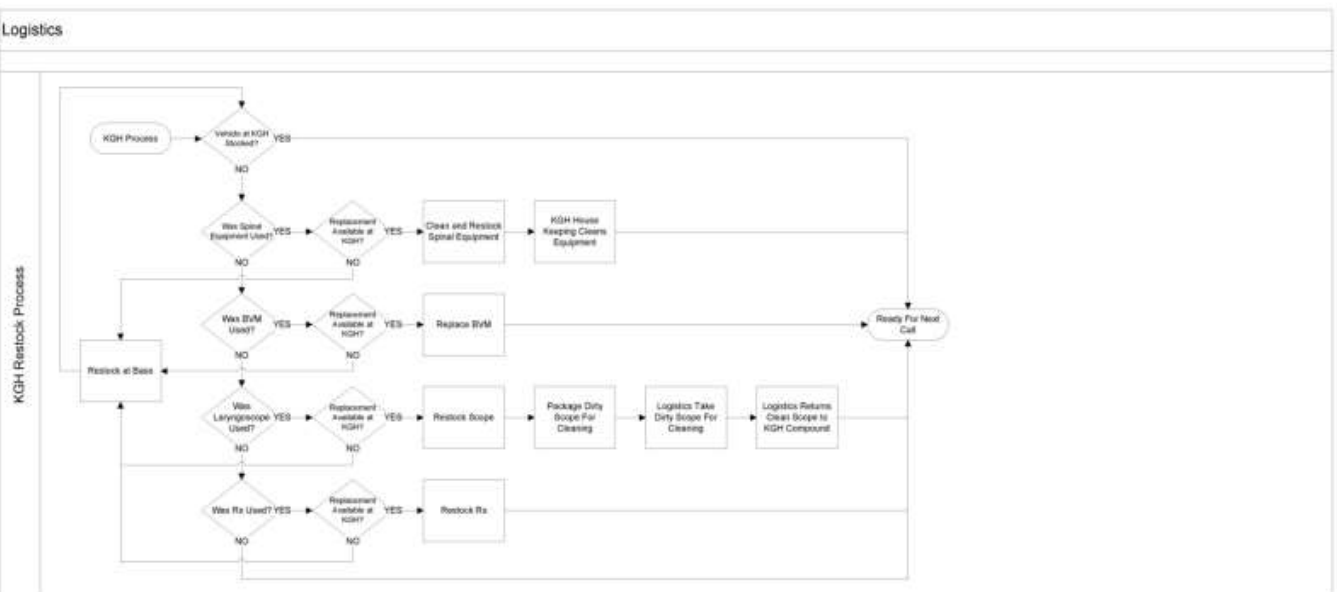 Logistics
KGH Restock Process
KGH Process
Vehicle at KGH
Stocked?
YES
NO
Was Spinal
Equipment Used?
YES
NO
Replacement
Available at
KGH?
YES
NO
Clean and Restock
Spinal Equipment
KGH House
Keeping Cleans
Equipment
Was BVM
Used?
YES
NO
Replacement
Available at
KGH?
YES
NO
Replace BVM
Ready For Next
Call
Restock at Base
Was
Laryngoscope
Used?
YES
NO
Replacement
Available at
KGH?
YES
NO
Restock Scope
Package Dirty
Scope For
Cleaning
Logistics Take
Dirty Scope For
Cleaning
Logistics Returns
Clean Scope to
KGH Compound
Was Rx Used?
YES
NO
Replacement
Available at
KGH?
YES
NO
Restock Rx